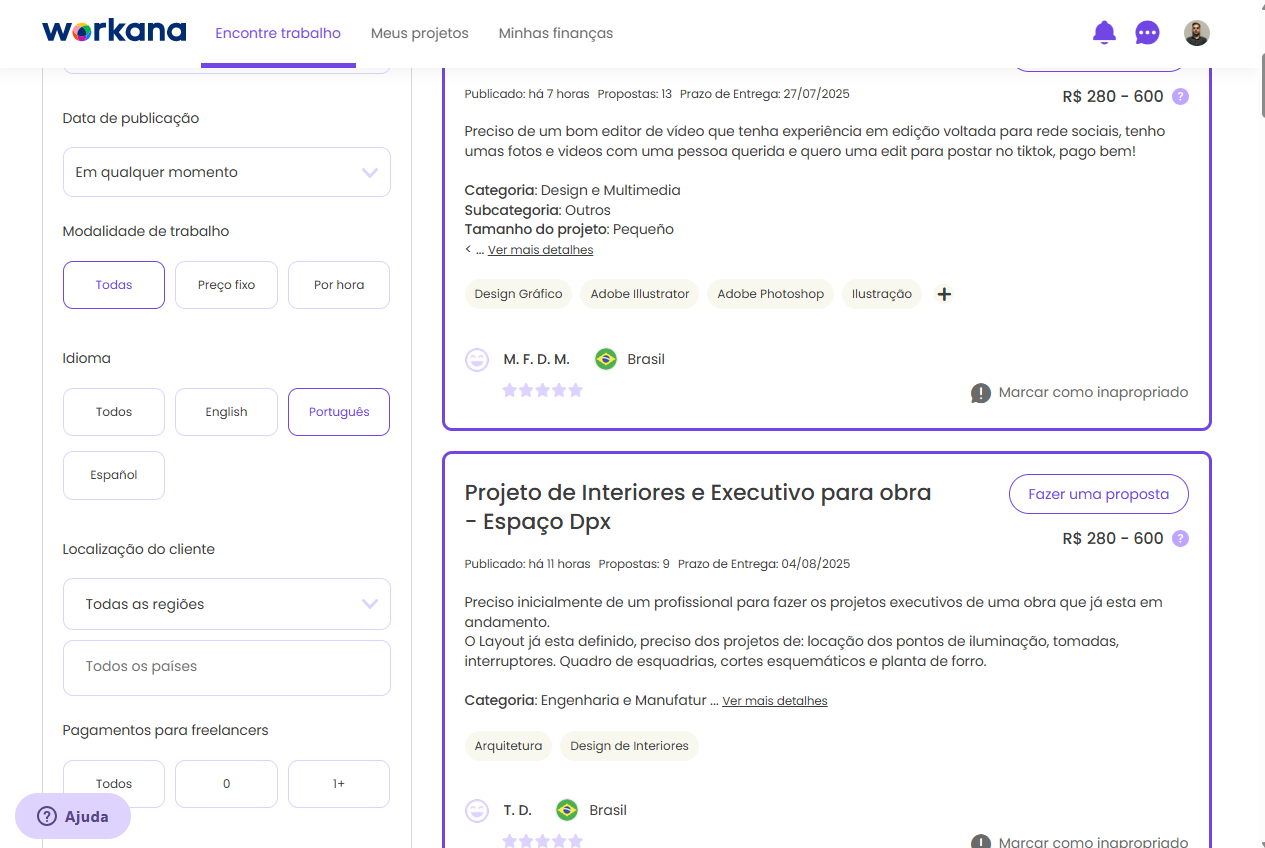 workana
Encontre trabalho
Meus projetos
Minhas finanças
Data de publicação
Em qualquer momento
Modalidade de trabalho
Todas
Preço fixo
Por hora
Idioma
Todos
English
Português
Español
Localização do cliente
Todas as regiões
Todos os países
Pagamentos para freelancers
Todos
0
1+
Ajuda
Publicado: há 7 horas Propostas: 13 Prazo de Entrega: 27/07/2025
R$ 280 - 600
Preciso de um bom editor de vídeo que tenha experiência em edição voltada para rede sociais, tenho
umas fotos e videos com uma pessoa querida e quero uma edit para postar no tiktok, pago bem!
Categoria: Design e Multimedia
Subcategoria: Outros
Tamanho do projeto: Pequeño
< ... Ver mais detalhes
Design Gráfico
Adobe Illustrator
Adobe Photoshop
Ilustração
+
M. F. D. M.
Brasil
Marcar como inapropriado
Projeto de Interiores e Executivo para obra
- Espaço Dpx
Fazer uma proposta
R$ 280 - 600
Publicado: há 11 horas Propostas: 9 Prazo de Entrega: 04/08/2025
Preciso inicialmente de um profissional para fazer os projetos executivos de uma obra que já esta em
andamento.
O Layout já esta definido, preciso dos projetos de: locação dos pontos de iluminação, tomadas,
interruptores. Quadro de esquadrias, cortes esquemáticos e planta de forro.
Categoria: Engenharia e Manufatur ... Ver mais detalhes
Arquitetura
Design de Interiores
T. D.
Brasil
Marcar como inapropriado